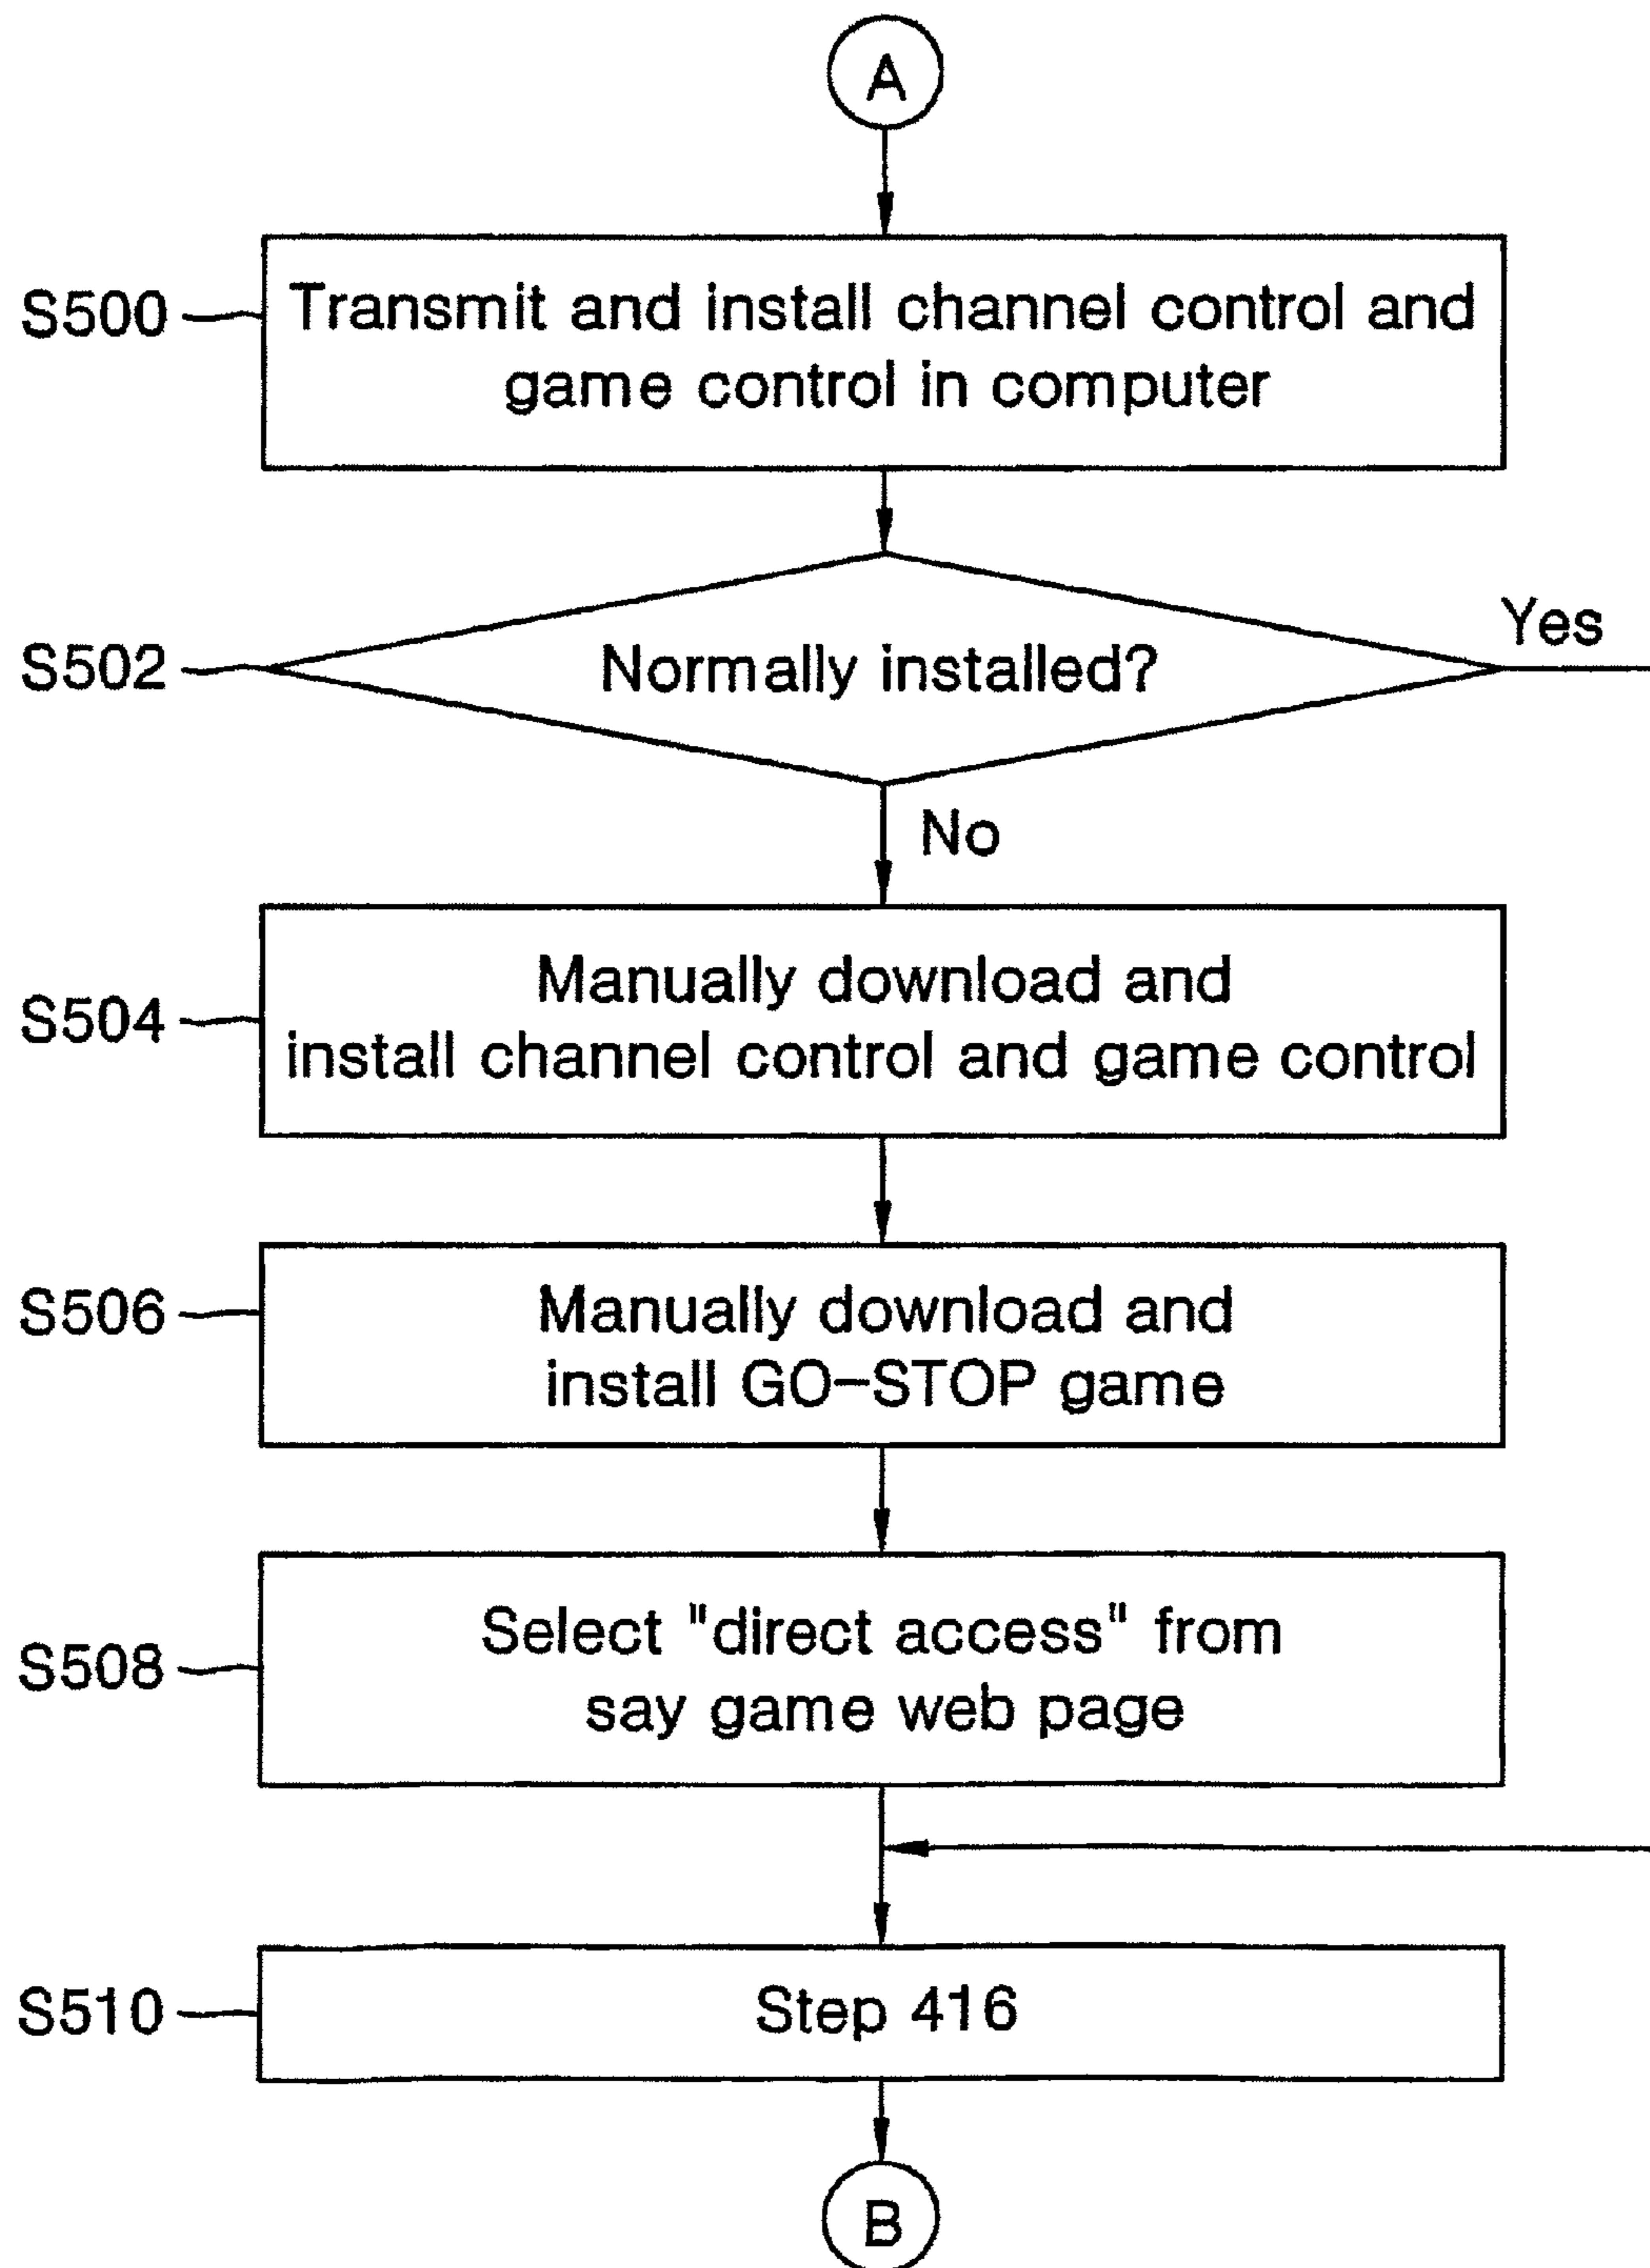 A
S500
Transmit and install channel control and
game control in computer
S502
Normally installed?
Yes
No
S504
Manually download and
install channel control and game control
S506
Manually download and
install GO-STOP game
S508
Select "direct access" from
say game web page
S510
Step 416
B